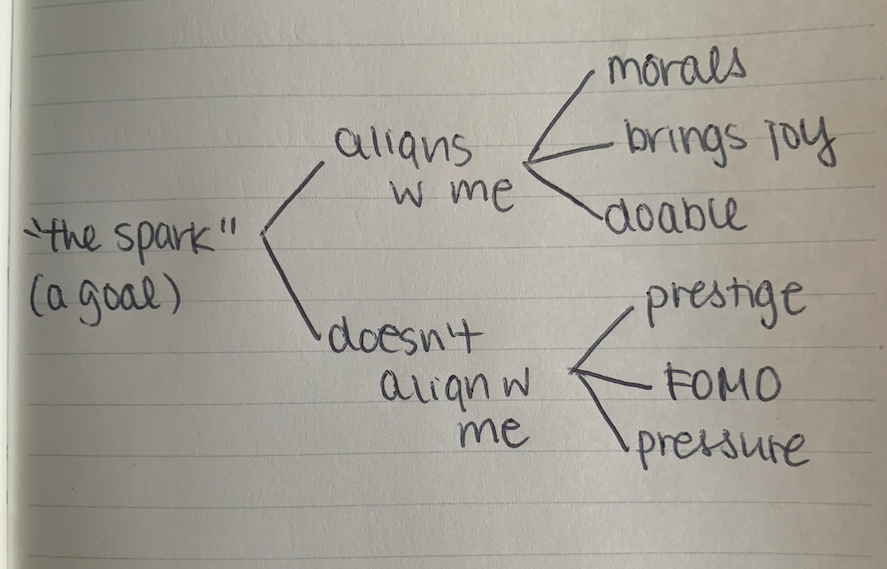 "the spark"
(a goal)
aligns
w me
morals
brings joy
doable
doesn't
align w
me
prestige
FOMO
pressure